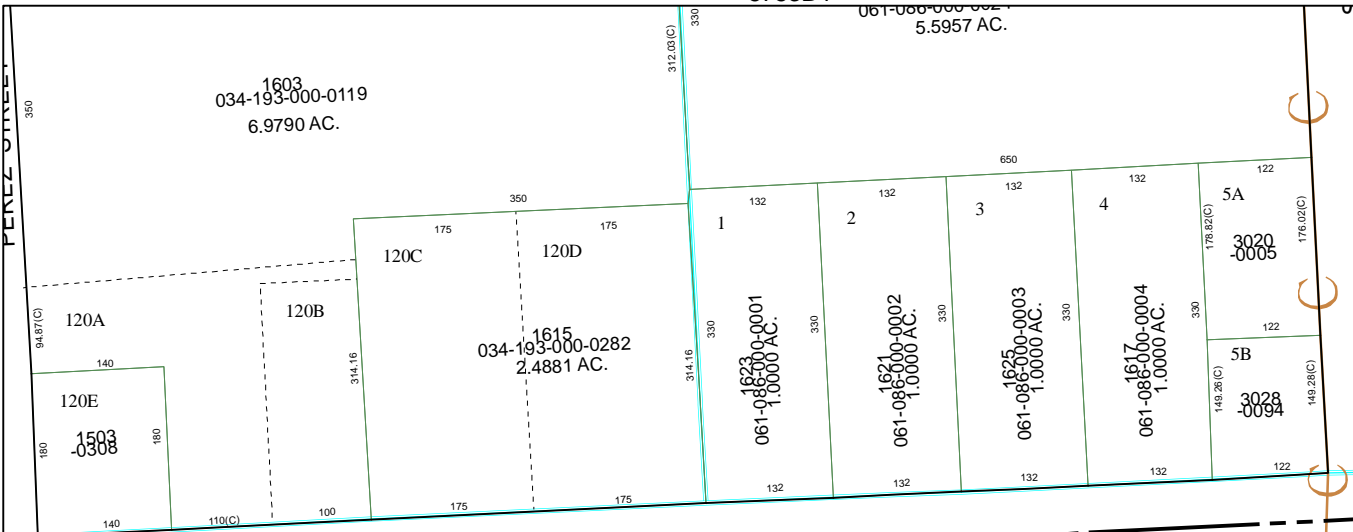 061-086-000-0024
5.5957 AC.
330
312.03(C)
350
PEREZ STREET
1603
034-193-000-0119
6.9790 AC.
650
350
175
175
120C
120D
132
132
132
132
122
1
2
3
4
5A
178.82(C)
176.02(C)
3020
-0005
122
94.87(C)
120A
120B
314.16
1615
034-193-000-0282
2.4881 AC.
314.16
330
1623
061-086-000-0001
1.0000 AC.
330
1621
061-086-000-0002
1.0000 AC.
330
1625
061-086-000-0003
1.0000 AC.
330
1617
061-086-000-0004
1.0000 AC.
330
5B
149.26(C)
149.28(C)
3028
-0094
140
120E
1503
-0308
180
180
140
110(C)
100
175
175
132
132
132
132
122